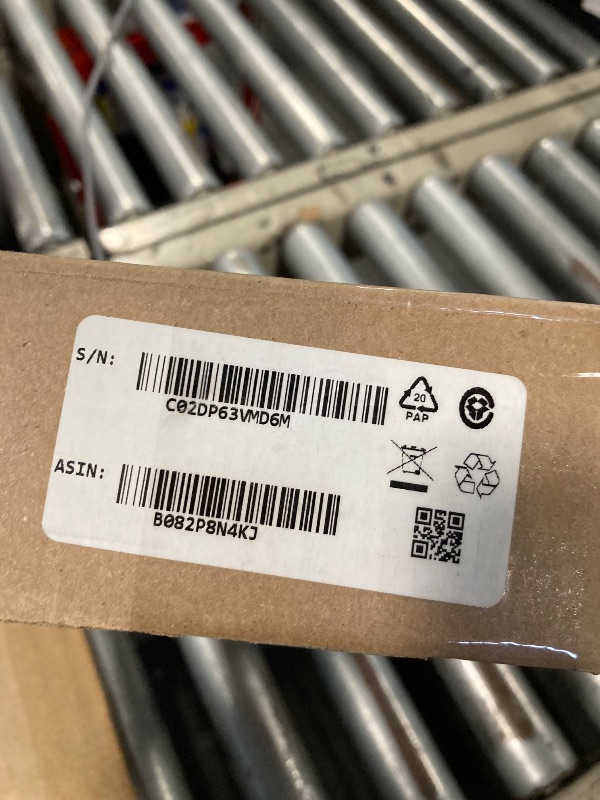 S/N:
C02DP63VMD6M
20
PAP
ASIN:
B082P8N4KJ